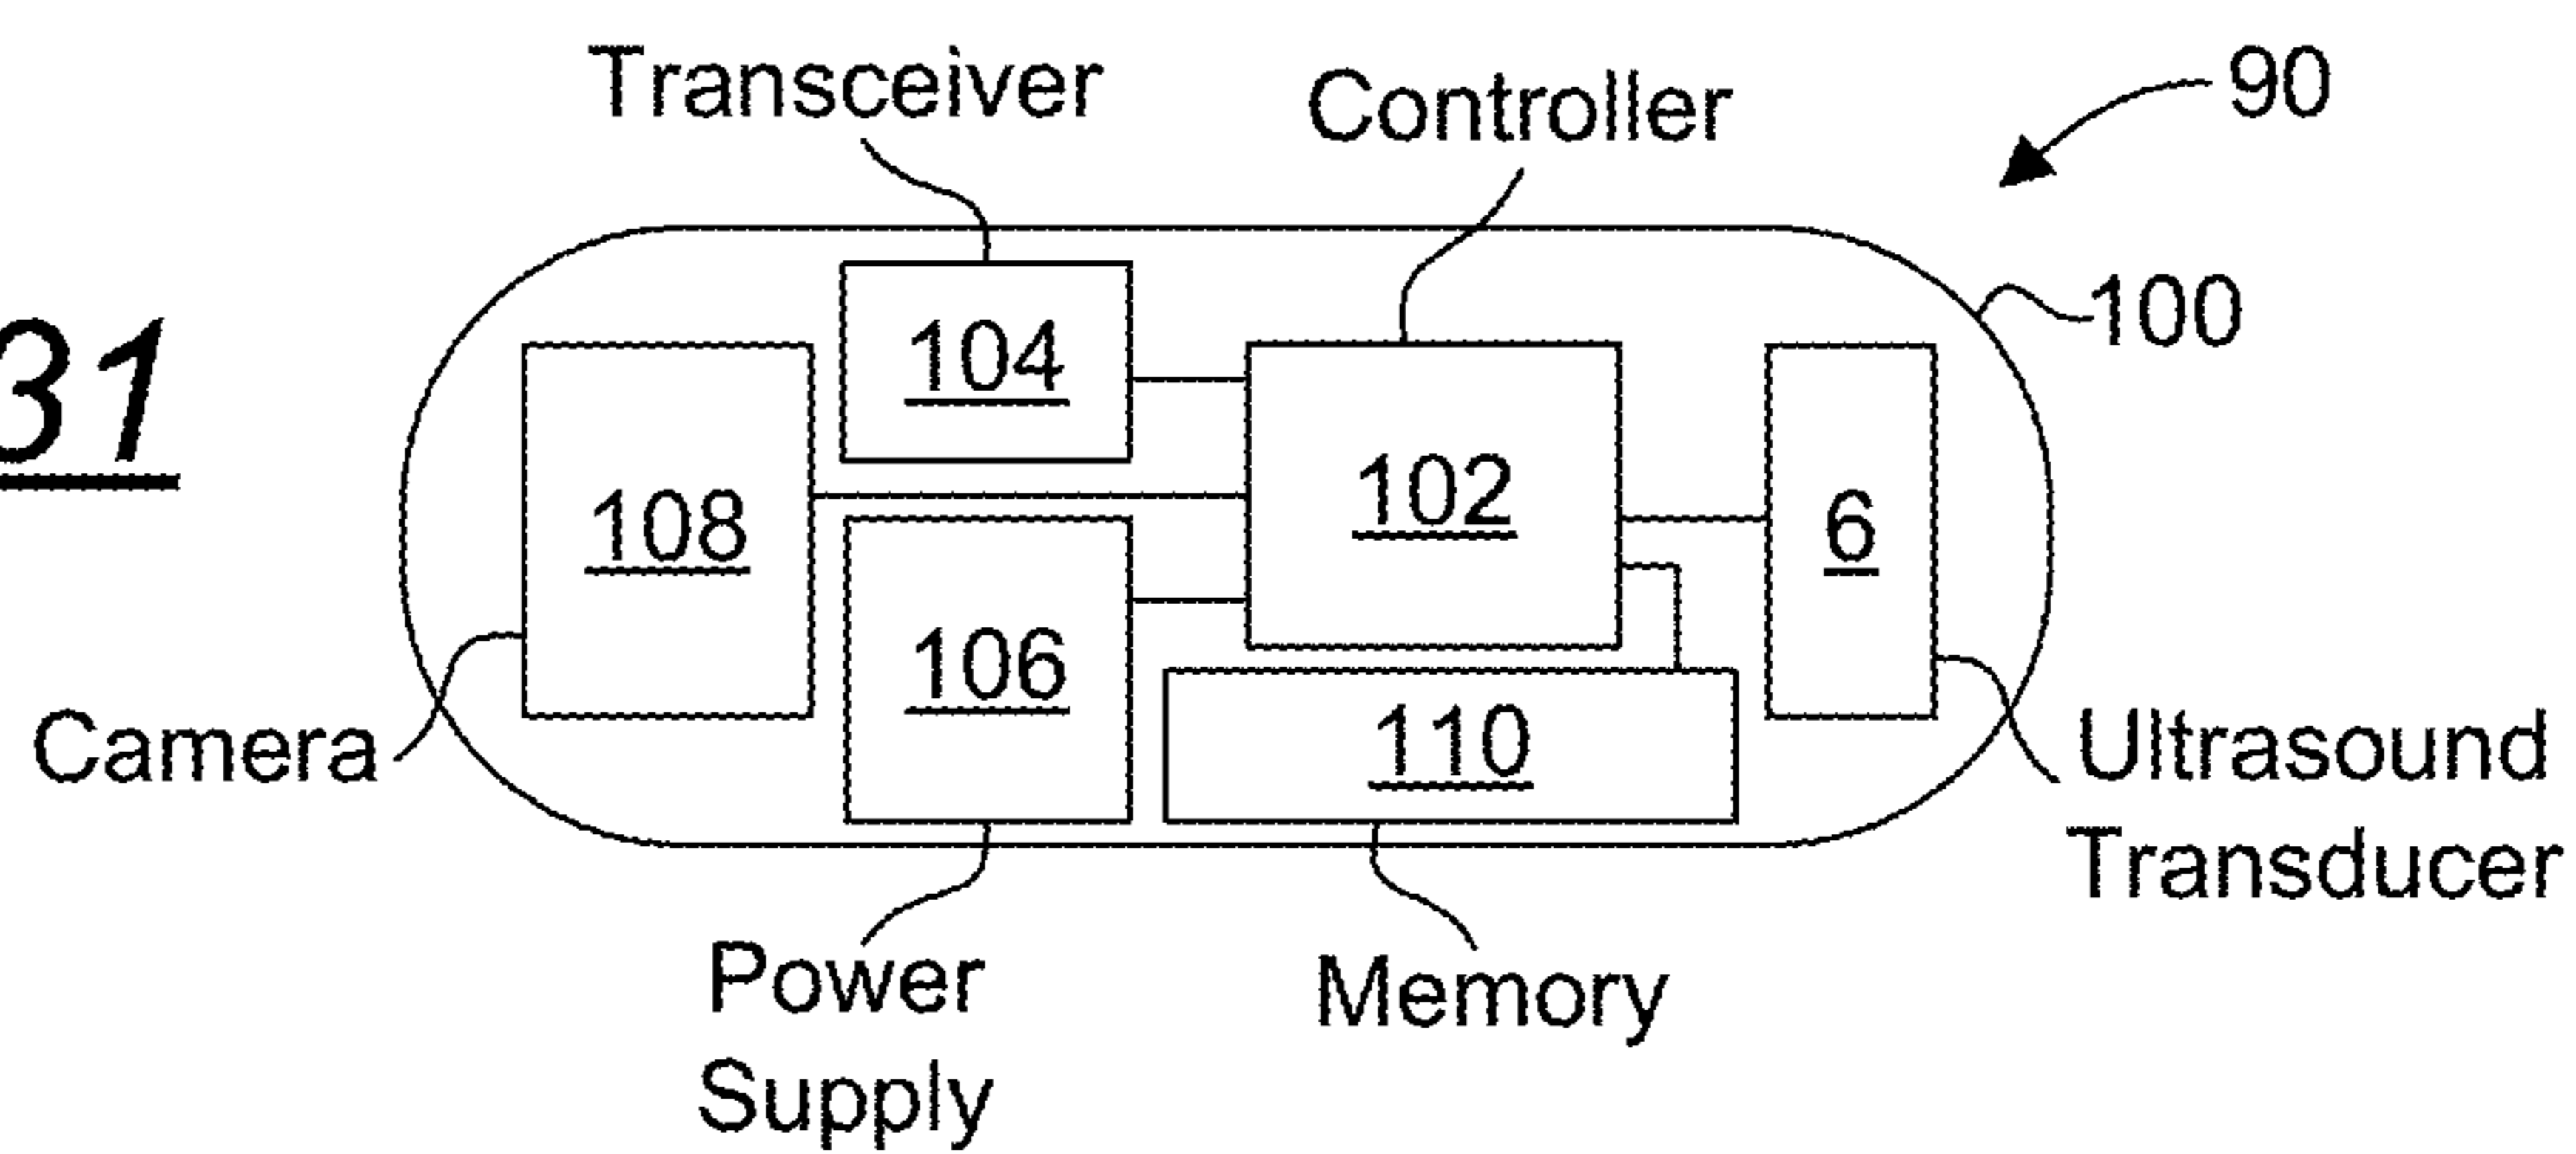 Transceiver
Controller
90
100
31
104
102
108
6
106
110
Camera
Ultrasound
Transducer
Power
Supply
Memory